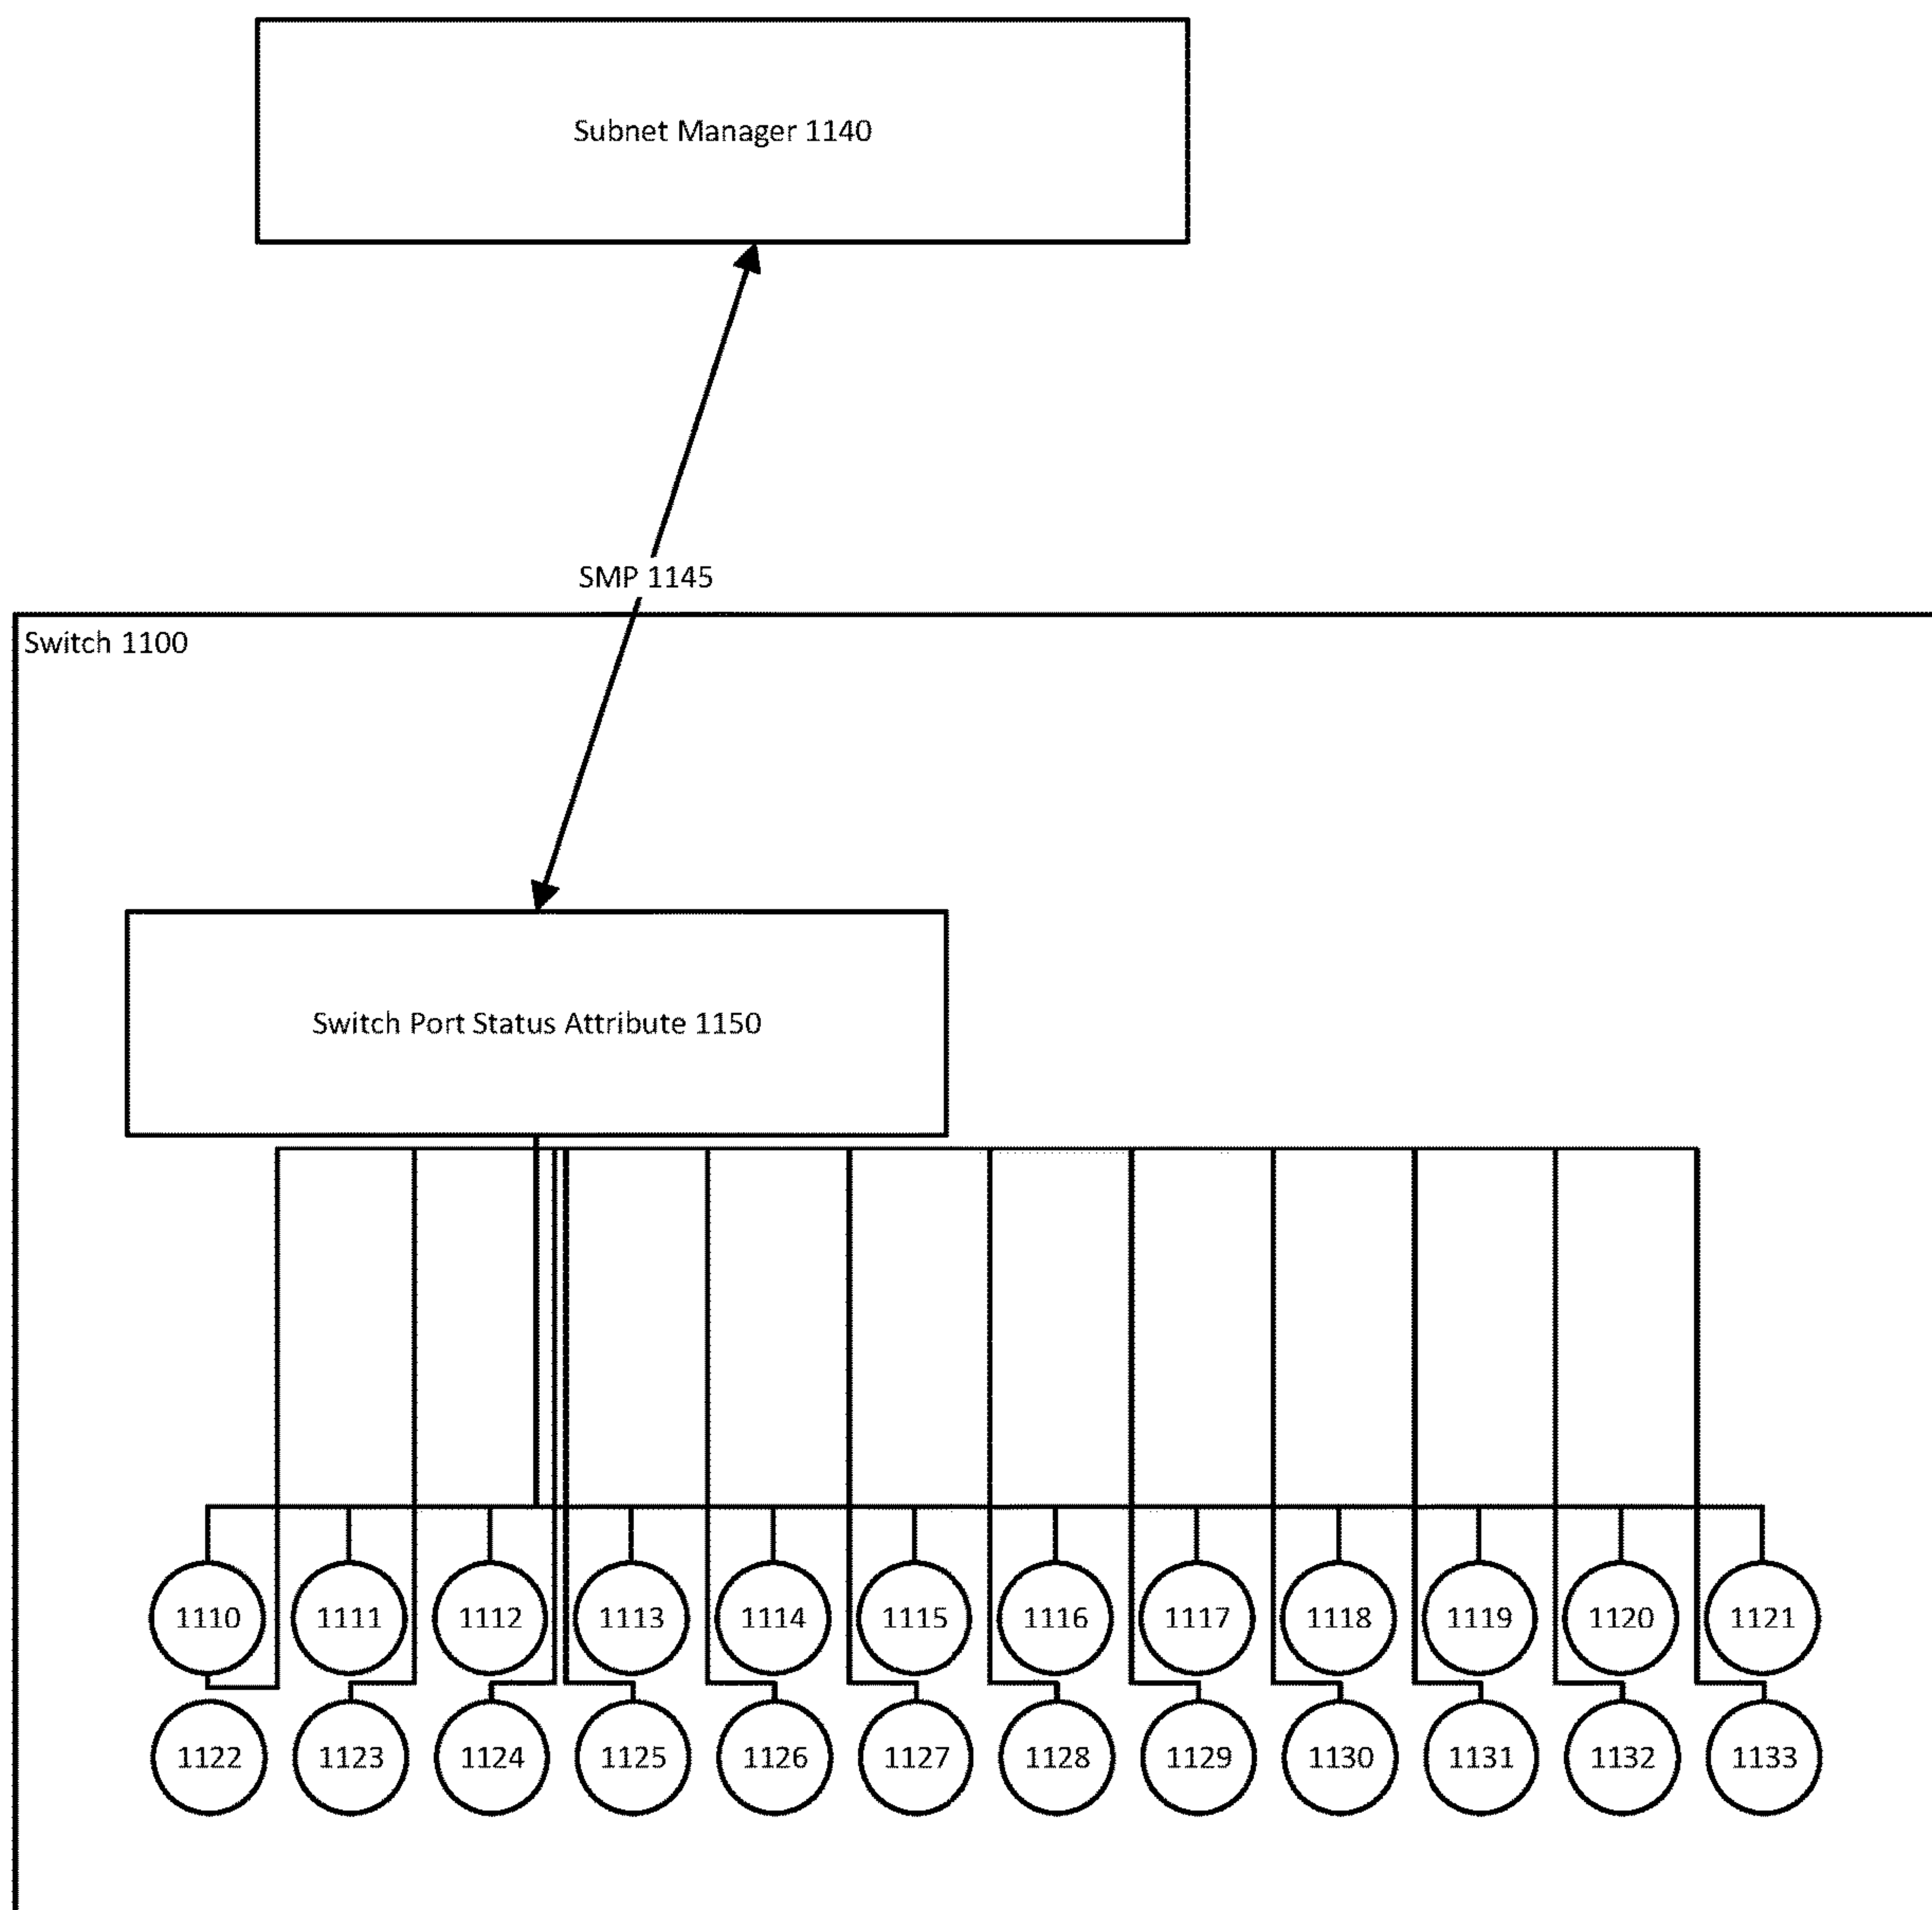 Subnet Manager 1140
SMP 1145
Switch 1100
Switch Port Status Attribute 1150
1110 1111 1112 1113 1114 1115 1116 1117 1118 1119 1120 1121
1122 1123 1124 1125 1126 1127 1128 1129 1130 1131 1132 1133